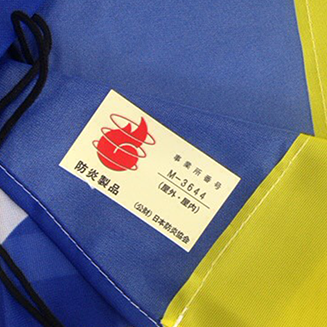 防炎製品
事業所番号
M-3644
(屋外・屋内)
(公財)日本防炎協会